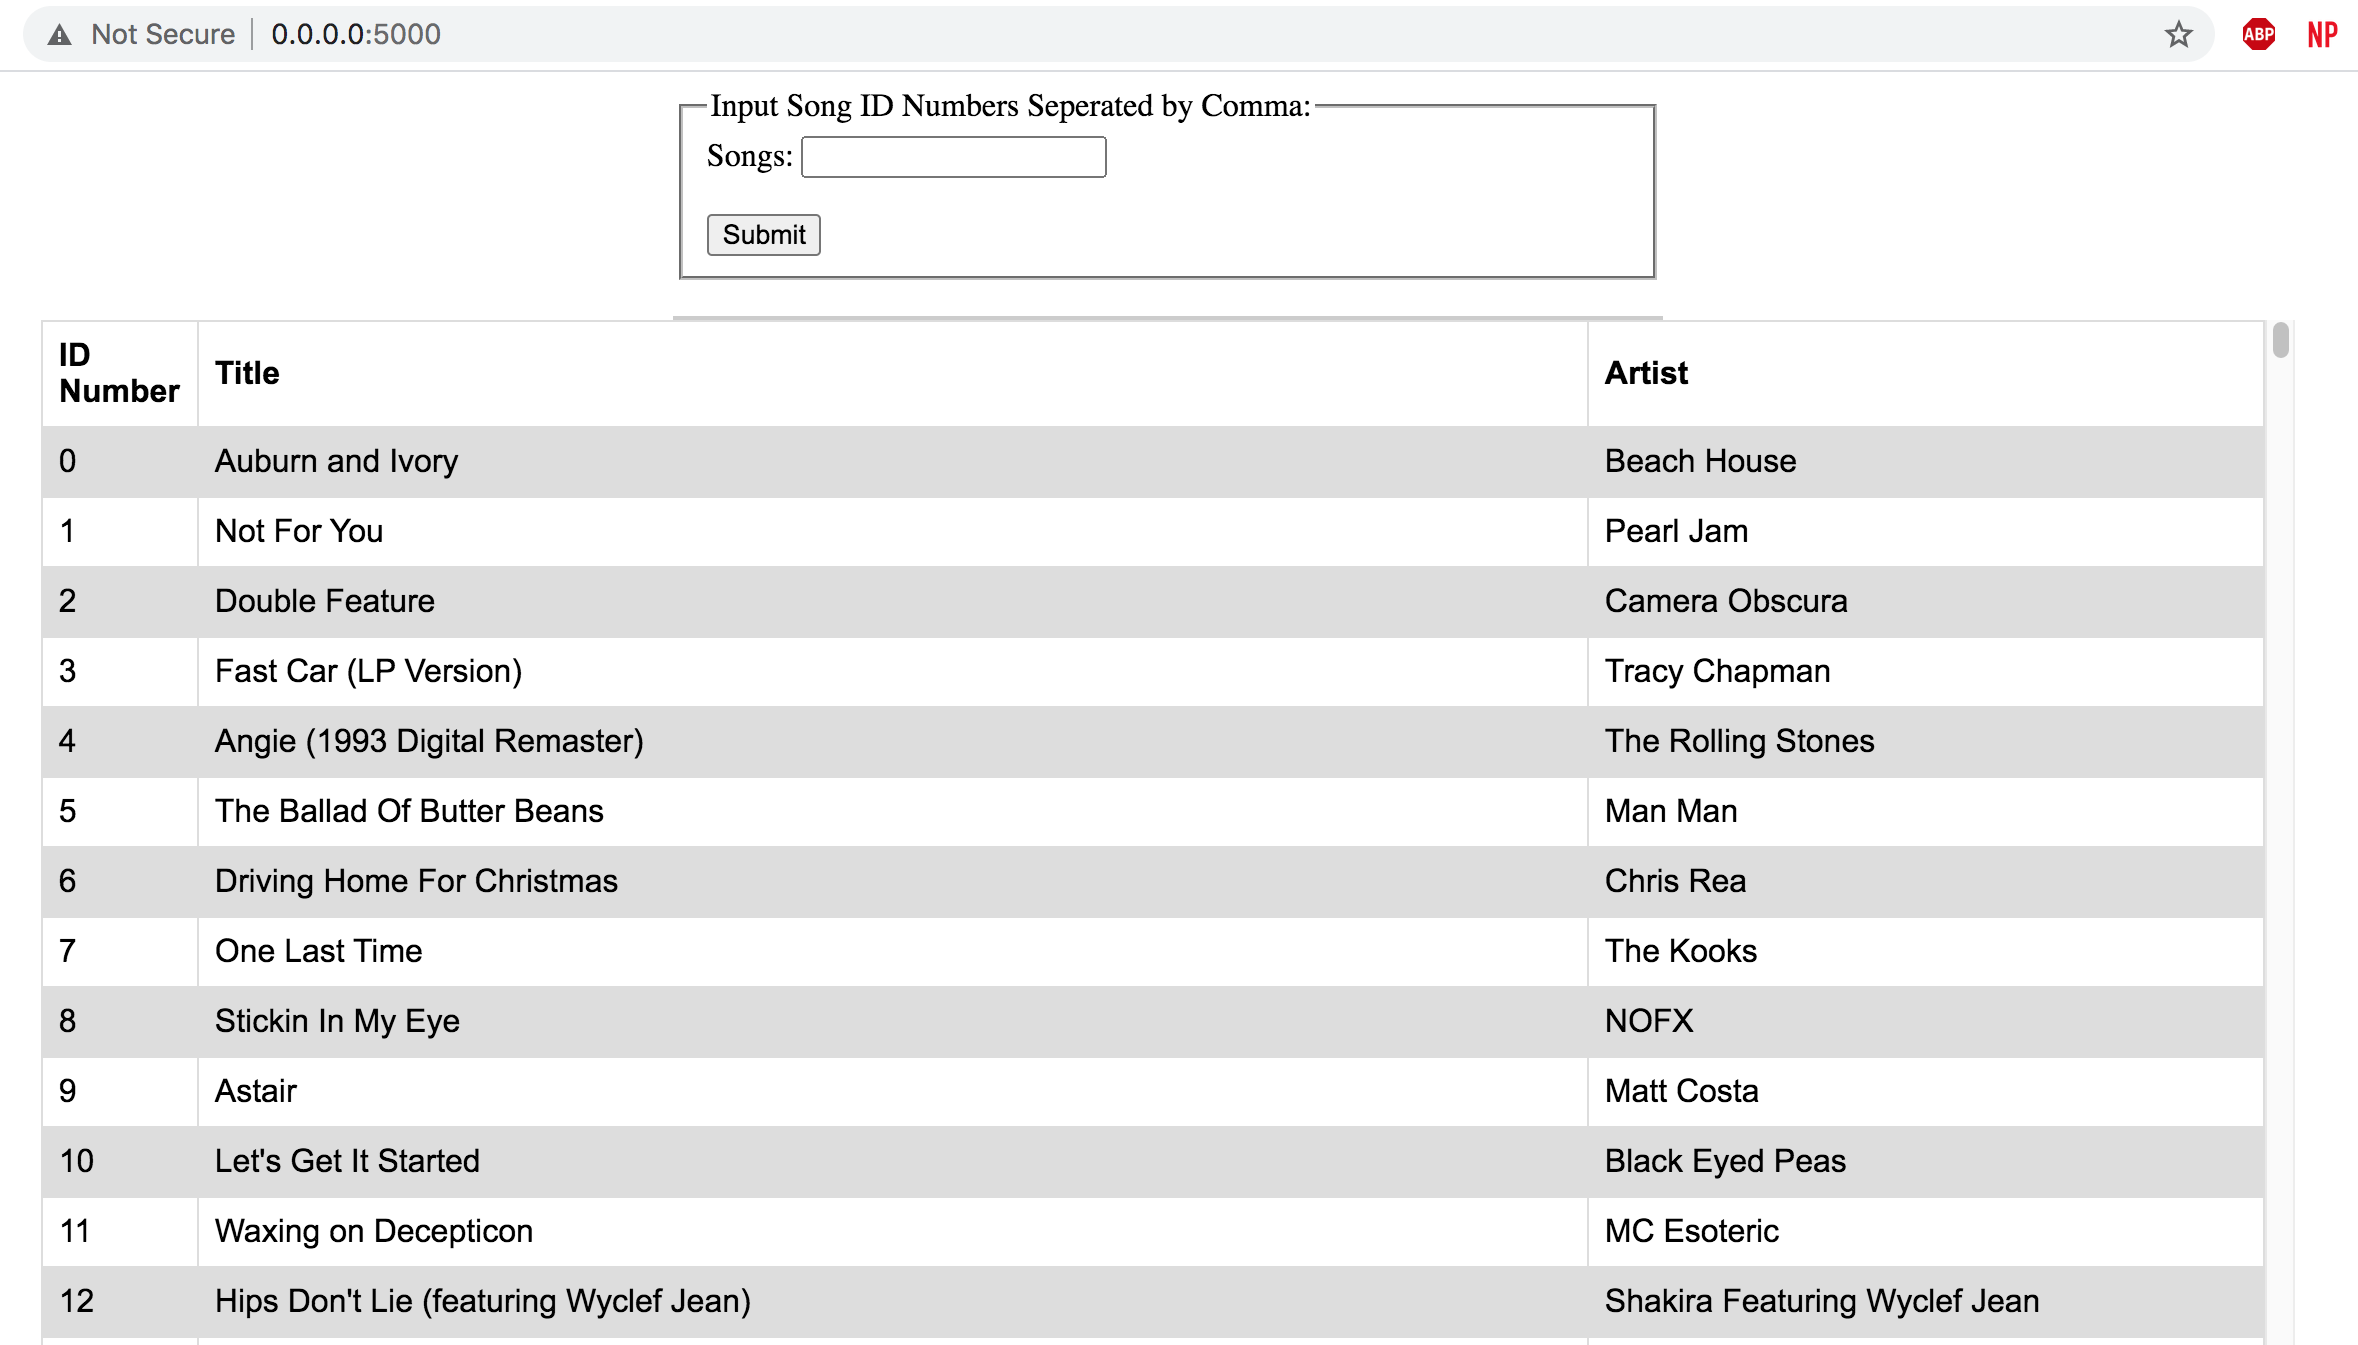 Not Secure 0.0.0.0:5000 ABP NP
Input Song ID Numbers Seperated by Comma:
Songs:
Submit
ID Number Title Artist
0 Auburn and Ivory Beach House
1 Not For You Pearl Jam
2 Double Feature Camera Obscura
3 Fast Car (LP Version) Tracy Chapman
4 Angie (1993 Digital Remaster) The Rolling Stones
5 The Ballad Of Butter Beans Man Man
6 Driving Home For Christmas Chris Rea
7 One Last Time The Kooks
8 Stickin In My Eye NOFX
9 Astair Matt Costa
10 Let's Get It Started Black Eyed Peas
11 Waxing on Decepticon MC Esoteric
12 Hips Don't Lie (featuring Wyclef Jean) Shakira Featuring Wyclef Jean